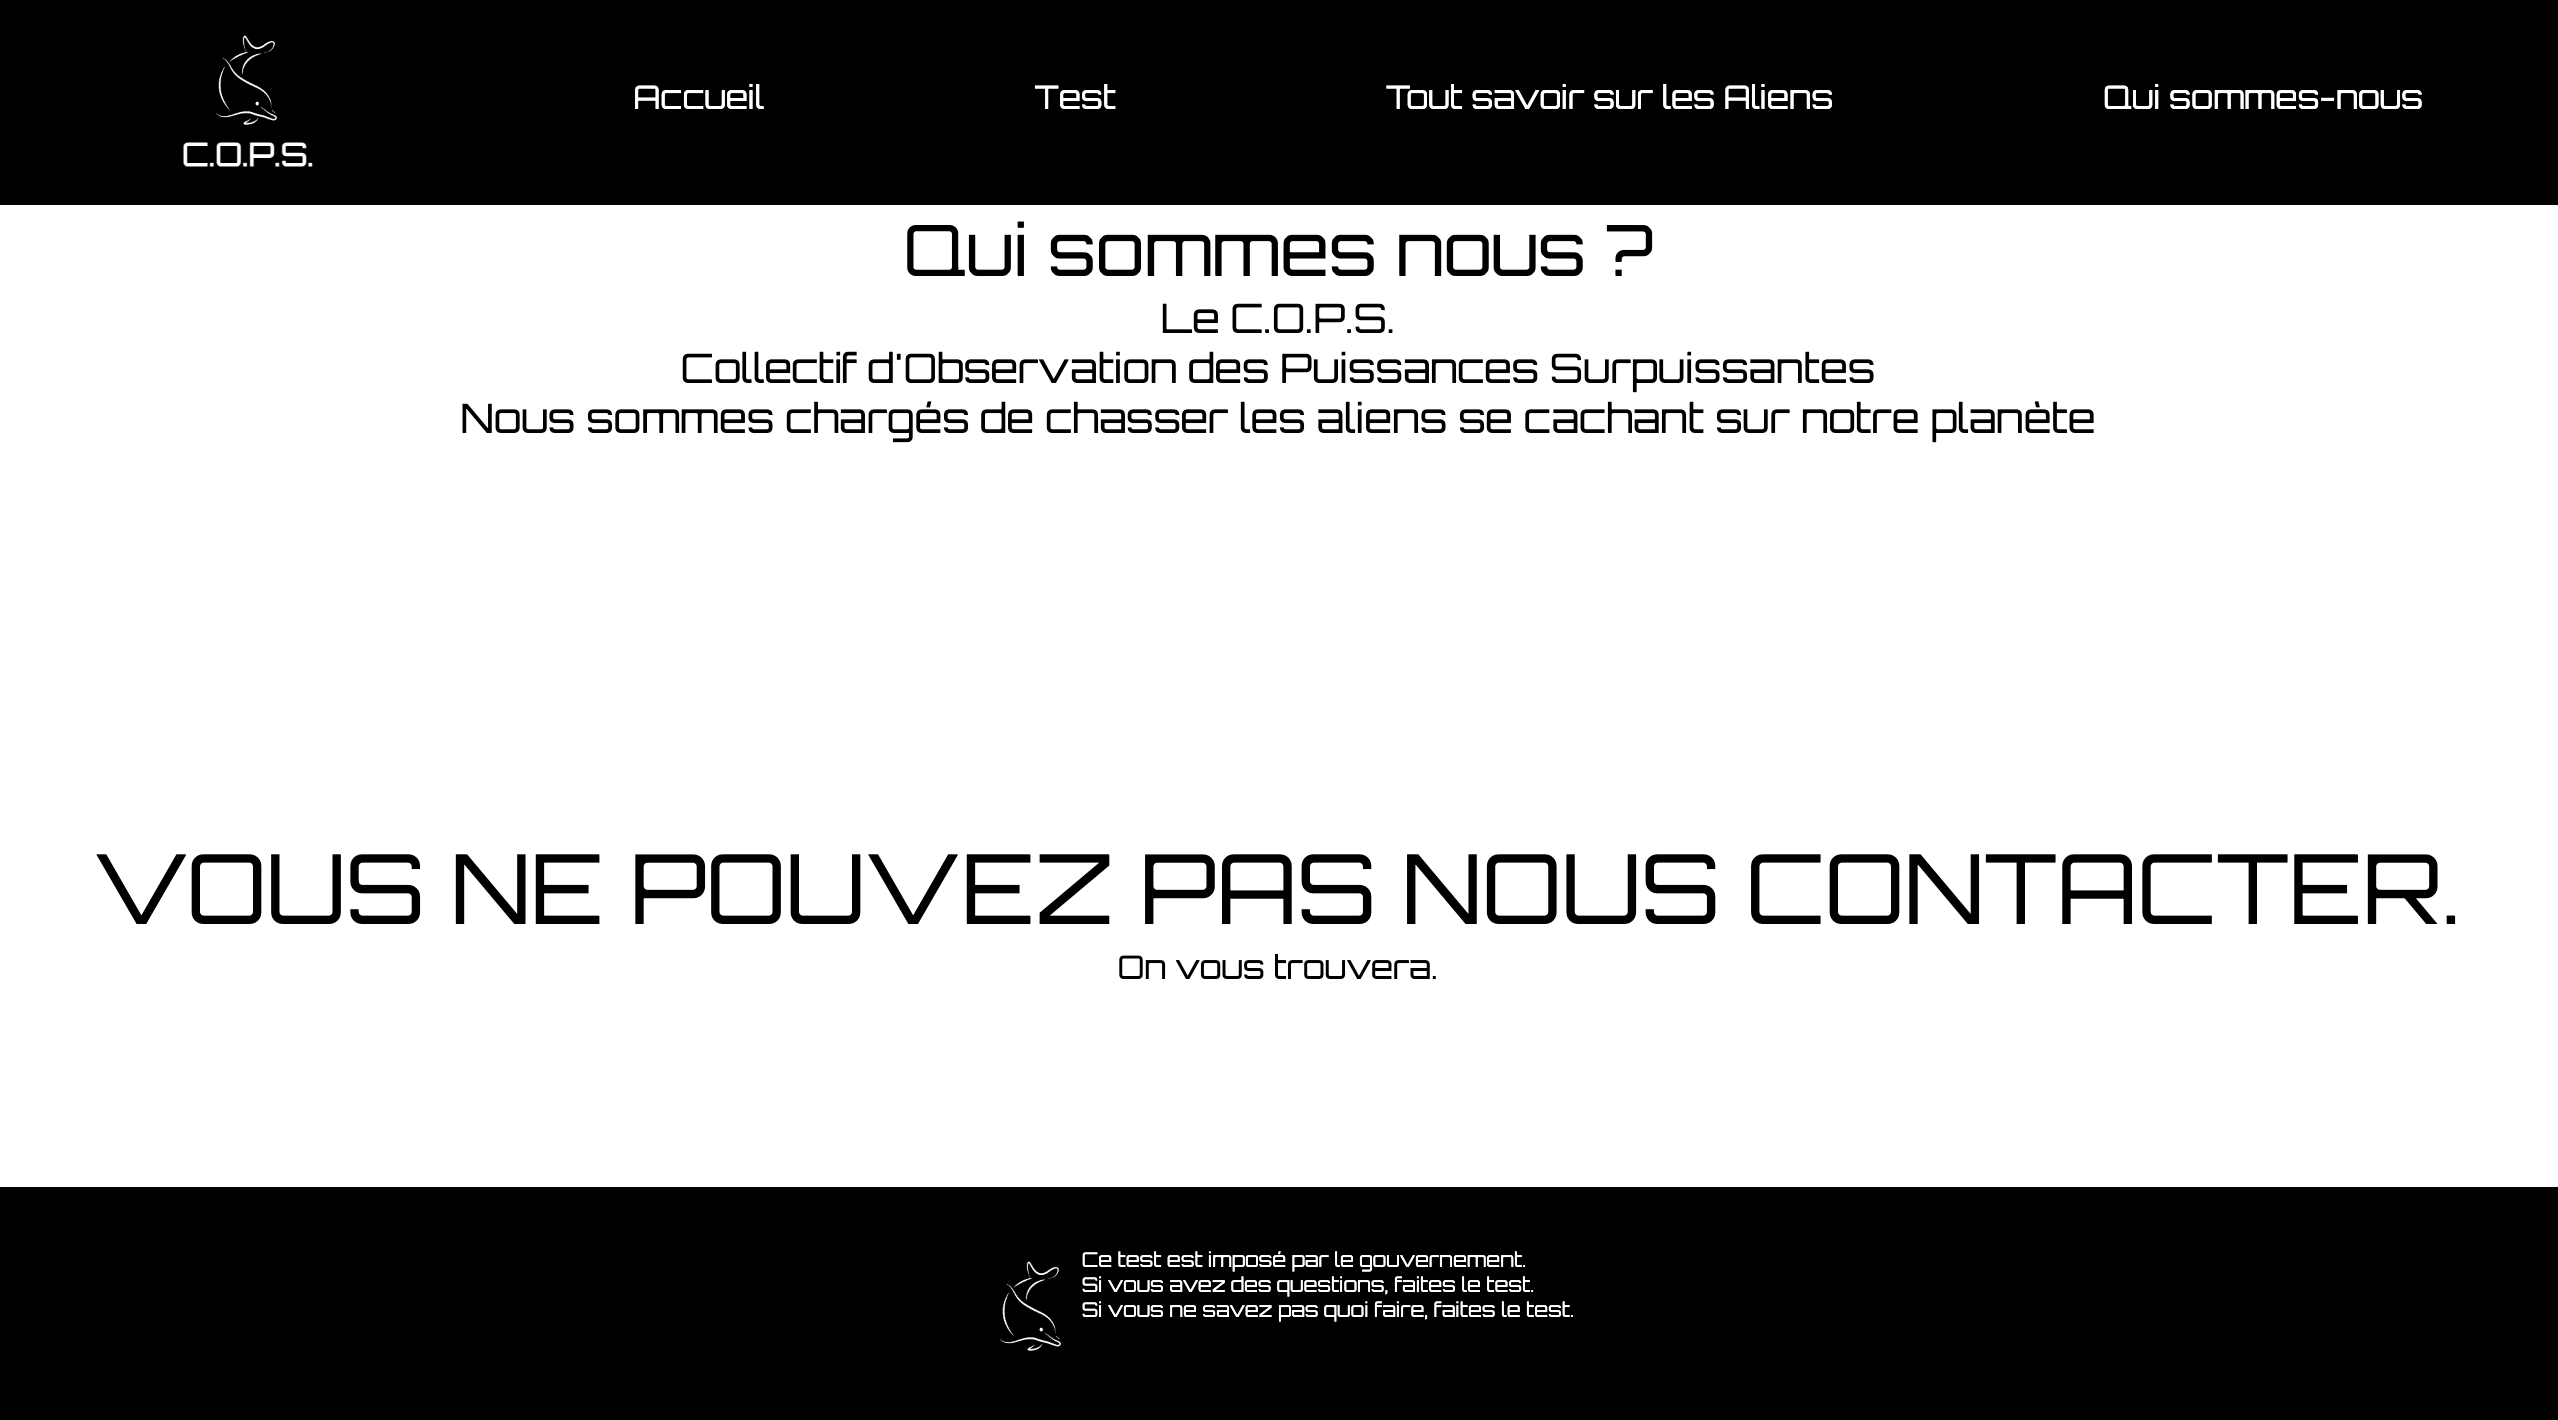 C.O.P.S.
Accueil
Test
Tout savoir sur les Aliens
Qui sommes-nous
Qui sommes nous ?
Le C.O.P.S.
Collectif d'Observation des Puissances Surpuissantes
Nous sommes chargés de chasser les aliens se cachant sur notre planète
VOUS NE POUVEZ PAS NOUS CONTACTER.
On vous trouvera.
Ce test est imposé par le gouvernement.
Si vous avez des questions, faites le test.
Si vous ne savez pas quoi faire, faites le test.